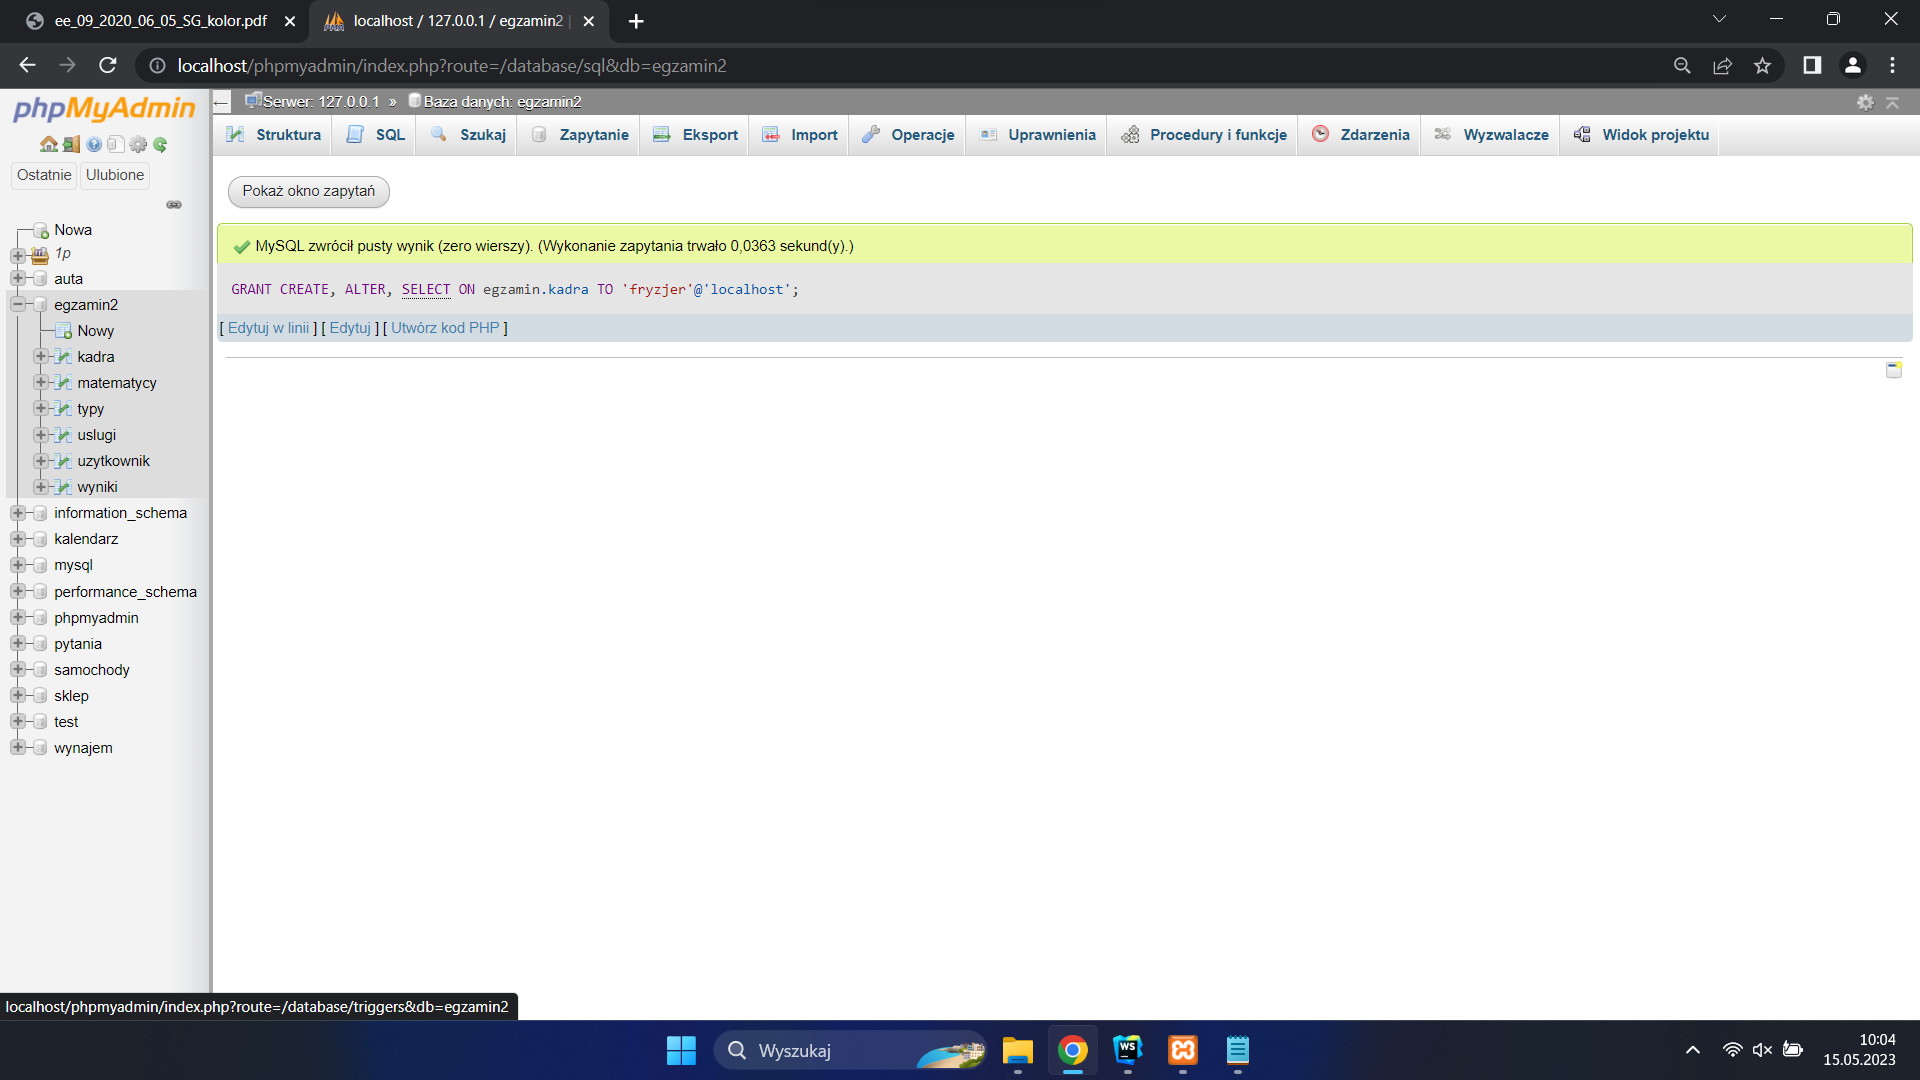 ee_09_2020_06_05_SG_kolor.pdf
localhost / 127.0.0.1 / egzamin2 |
localhost/phpmyadmin/index.php?route=/database/sql&db=egzamin2
phpMyAdmin
Ostatnie Ulubione
Nowa
1p
auta
egzamin2
Nowy
kadra
matematycy
typy
uslugi
uzytkownik
wyniki
information_schema
kalendarz
mysql
performance_schema
phpmyadmin
pytania
samochody
sklep
test
wynajem
Serwer: 127.0.0.1 » Baza danych: egzamin2
Struktura SQL Szukaj Zapytanie Eksport Import Operacje Uprawnienia Procedury i funkcje Zdarzenia Wyzwalacze Widok projektu
Pokaż okno zapytań
MySQL zwrócił pusty wynik (zero wierszy). (Wykonanie zapytania trwało 0,0363 sekund(y).)
GRANT CREATE, ALTER, SELECT ON egzamin.kadra TO 'fryzjer'@'localhost';
[ Edytuj w linii ] [ Edytuj ] [ Utwórz kod PHP ]
localhost/phpmyadmin/index.php?route=/database/triggers&db=egzamin2
Wyszukaj
WS
10:04
15.05.2023